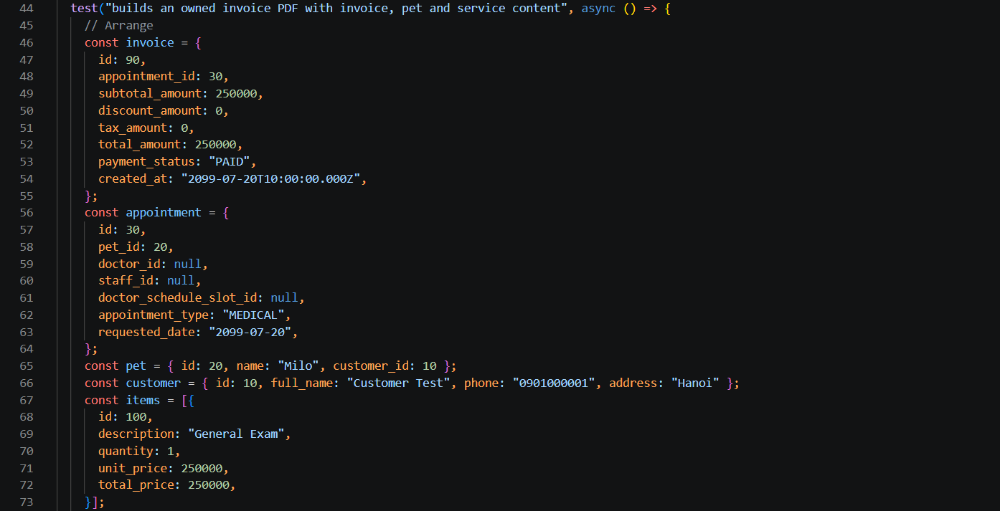 44 test("builds an owned invoice PDF with invoice, pet and service content", async () => {
45 // Arrange
46 const invoice = {
47 id: 90,
48 appointment_id: 30,
49 subtotal_amount: 250000,
50 discount_amount: 0,
51 tax_amount: 0,
52 total_amount: 250000,
53 payment_status: "PAID",
54 created_at: "2099-07-20T10:00:00.000Z",
55 };
56 const appointment = {
57 id: 30,
58 pet_id: 20,
59 doctor_id: null,
60 staff_id: null,
61 doctor_schedule_slot_id: null,
62 appointment_type: "MEDICAL",
63 requested_date: "2099-07-20",
64 };
65 const pet = { id: 20, name: "Milo", customer_id: 10 };
66 const customer = { id: 10, full_name: "Customer Test", phone: "0901000001", address: "Hanoi" };
67 const items = [{
68 id: 100,
69 description: "General Exam",
70 quantity: 1,
71 unit_price: 250000,
72 total_price: 250000,
73 }];